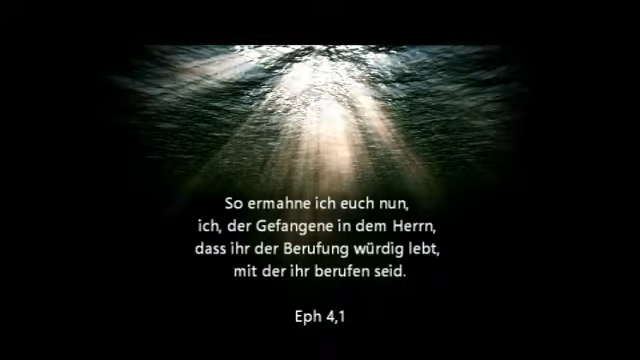 So ermahne ich euch nun,
ich, der Gefangene in dem Herrn,
dass ihr der Berufung würdig lebt,
mit der ihr berufen seid.
Eph 4,1